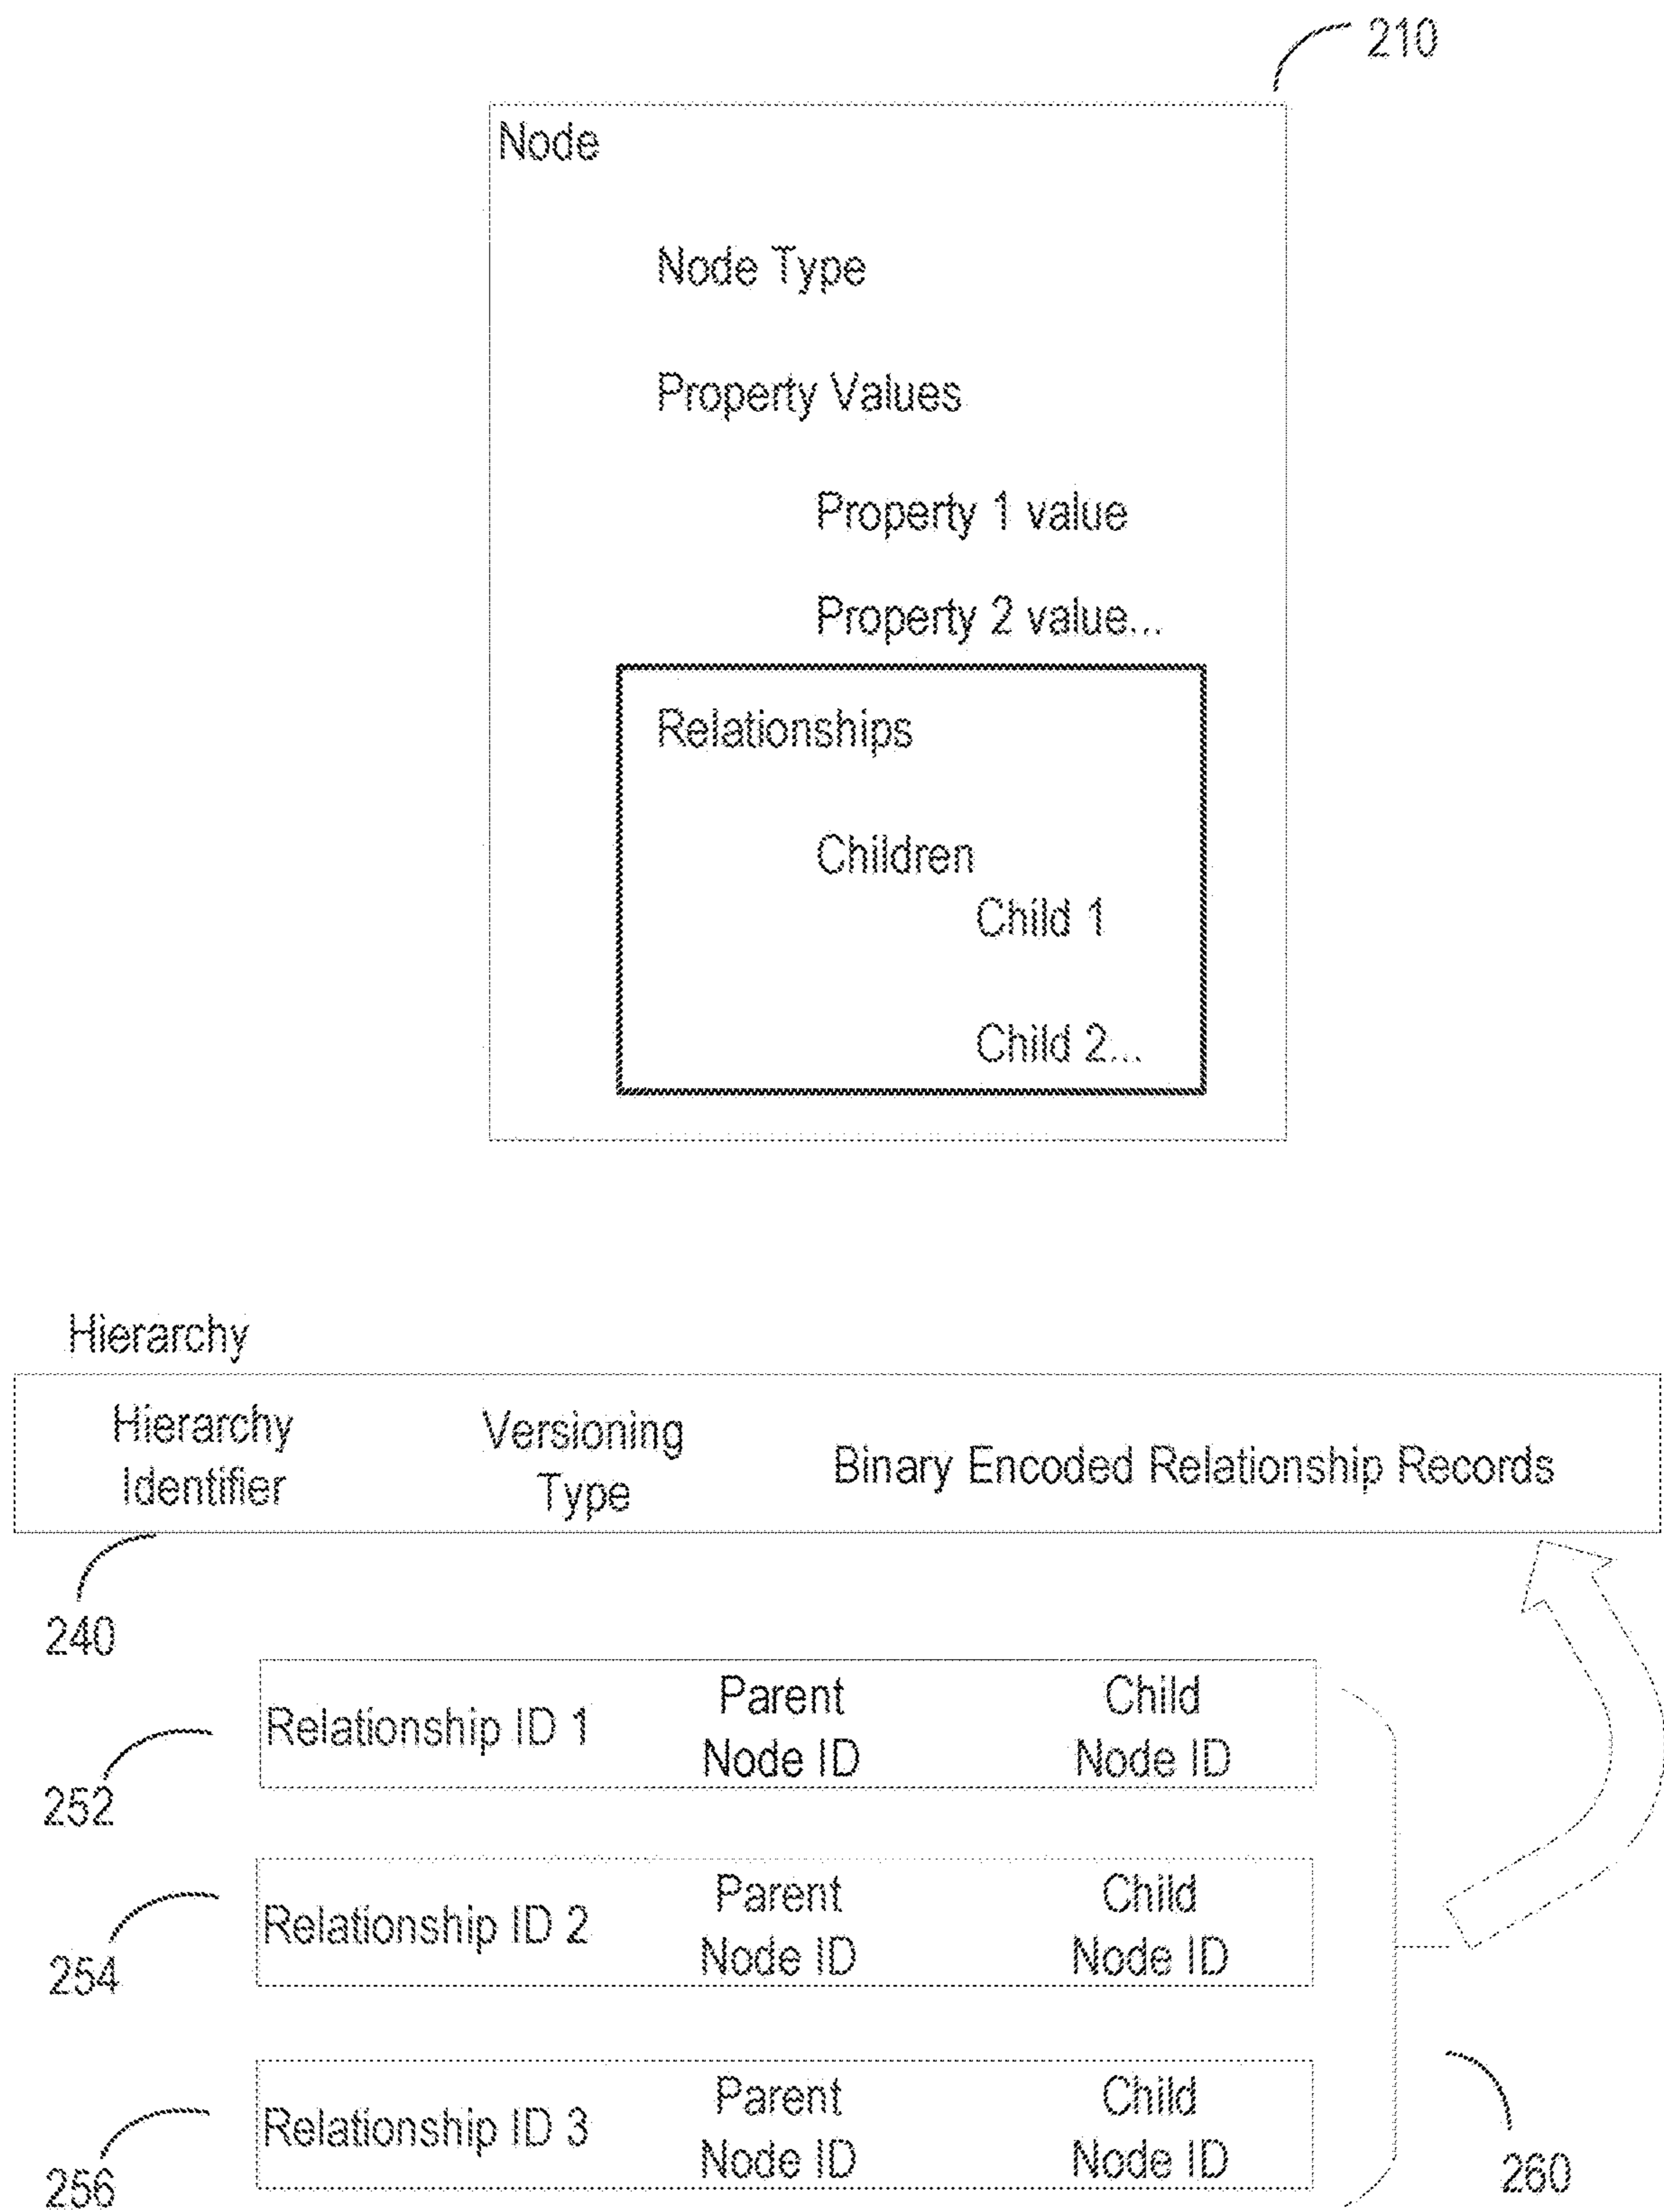 210
Node
Node Type
Property Values
Property 1 value
Property 2 value...
Relationships
Children
Child 1
Child 2...
Hierarchy
Hierarchy
Identifier
Versioning
Type
Binary Encoded Relationship Records
240
Relationship ID 1
Parent
Node ID
Child
Node ID
252
Relationship ID 2
Parent
Node ID
Child
Node ID
254
Relationship ID 3
Parent
Node ID
Child
Node ID
256
260